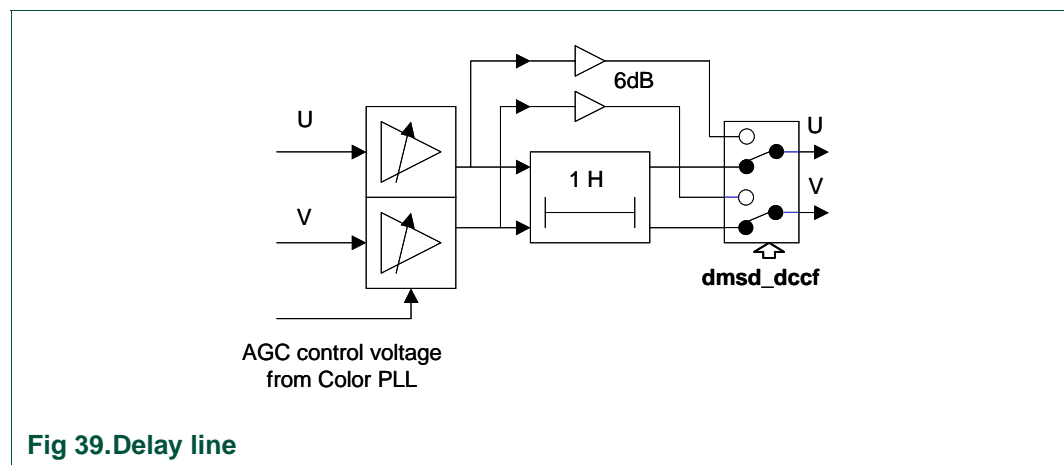 6dB
U
U
1 H
V
V
dmsd_dccf
AGC control voltage
from Color PLL
Fig 39.Delay line